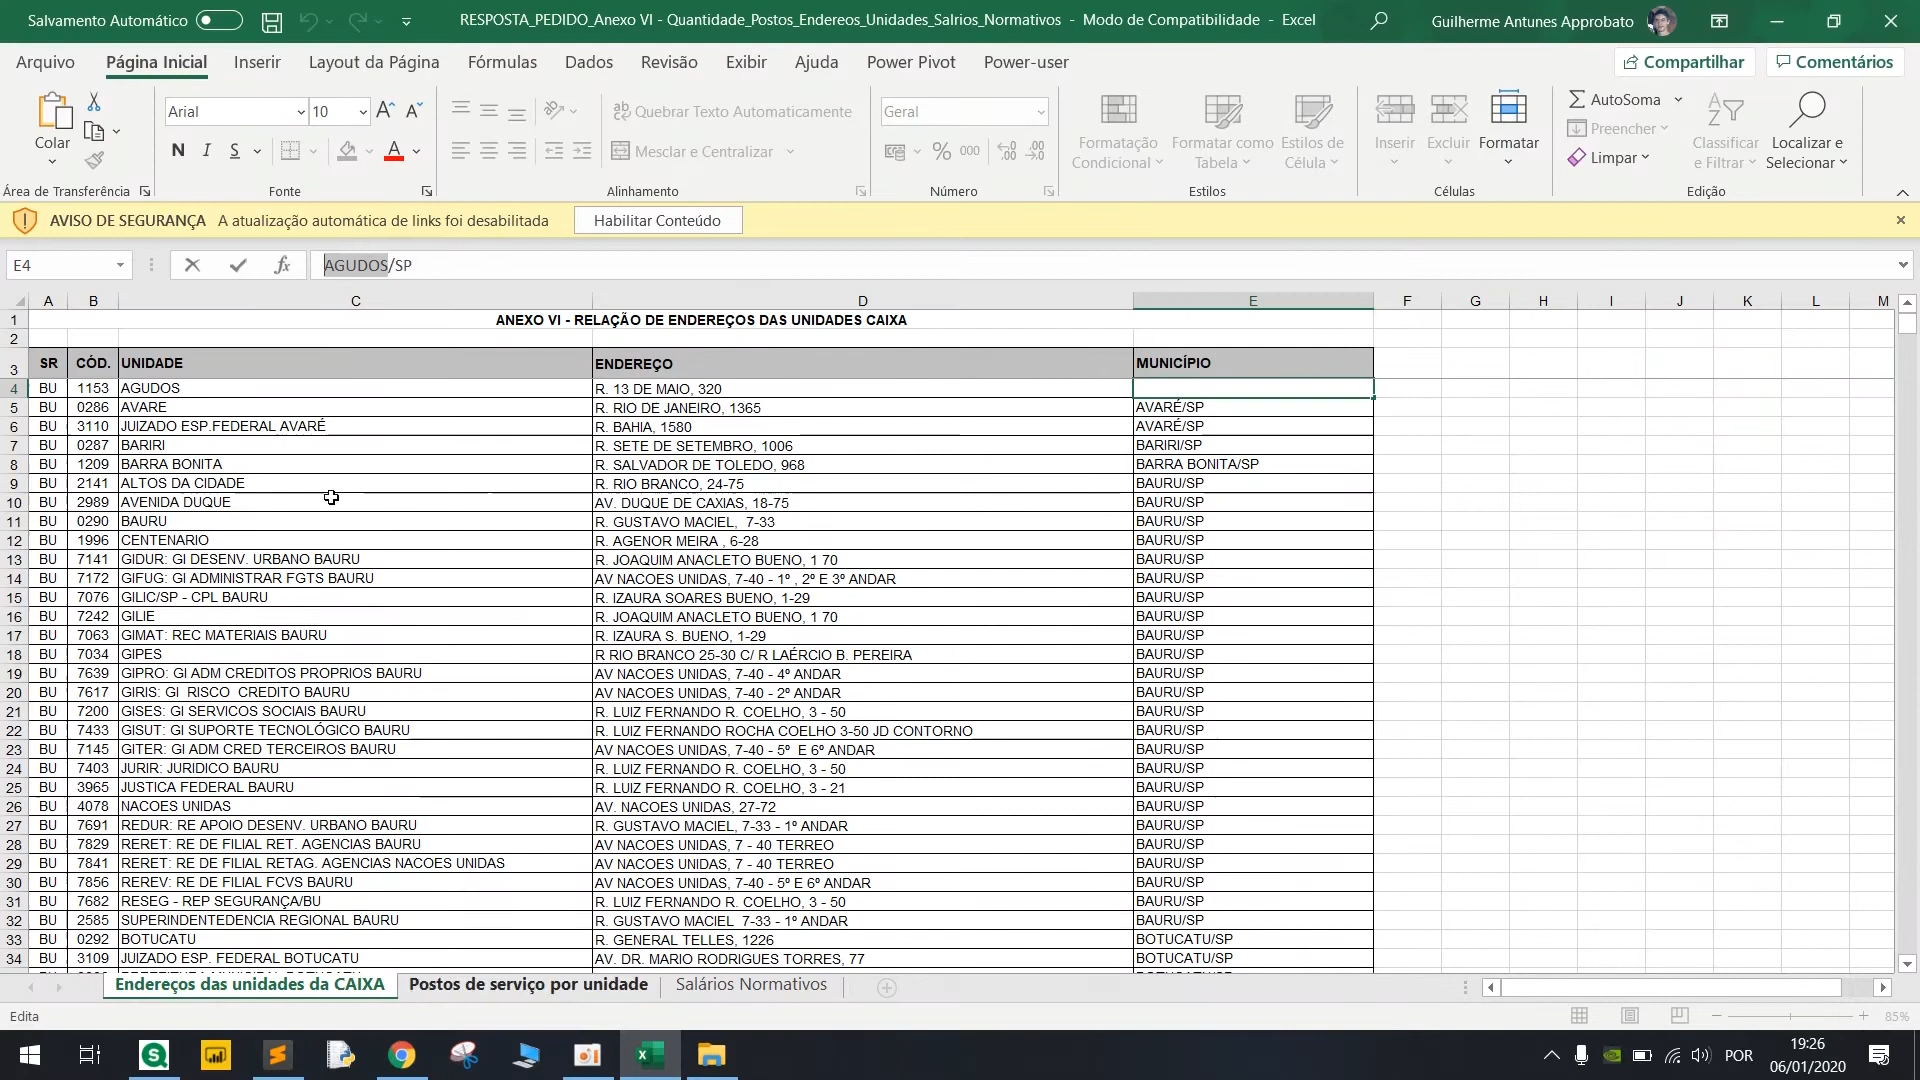 Salvamento Automático
RESPOSTA_PEDIDO_Anexo VI - Quantidade_Postos_Endereos_Unidades_Salrios_Normativos - Modo de Compatibilidade - Excel
Guilherme Antunes Approbato
Arquivo Página Inicial Inserir Layout da Página Fórmulas Dados Revisão Exibir Ajuda Power Pivot Power-user
Compartilhar Comentários
Colar
Arial 10
N I S
Quebrar Texto Automaticamente
Mesclar e Centralizar
Geral
% 000
Formatação Condicional
Formatar como Tabela
Estilos de Célula
Inserir Excluir Formatar
AutoSoma
Preencher
Limpar
Classificar e Filtrar
Localizar e Selecionar
Área de Transferência Fonte Alinhamento Número Estilos Células Edição
AVISO DE SEGURANÇA A atualização automática de links foi desabilitada Habilitar Conteúdo
E4 fx AGUDOS/SP
A B C D E F G H I J K L M
1 ANEXO VI - RELAÇÃO DE ENDEREÇOS DAS UNIDADES CAIXA
2
3 SR CÓD. UNIDADE ENDEREÇO MUNICÍPIO
4 BU 1153 AGUDOS R. 13 DE MAIO, 320
5 BU 0286 AVARE R. RIO DE JANEIRO, 1365 AVARÉ/SP
6 BU 3110 JUIZADO ESP.FEDERAL AVARÉ R. BAHIA, 1580 AVARÉ/SP
7 BU 0287 BARIRI R. SETE DE SETEMBRO, 1006 BARIRI/SP
8 BU 1209 BARRA BONITA R. SALVADOR DE TOLEDO, 968 BARRA BONITA/SP
9 BU 2141 ALTOS DA CIDADE R. RIO BRANCO, 24-75 BAURU/SP
10 BU 2989 AVENIDA DUQUE AV. DUQUE DE CAXIAS, 18-75 BAURU/SP
11 BU 0290 BAURU R. GUSTAVO MACIEL, 7-33 BAURU/SP
12 BU 1996 CENTENARIO R. AGENOR MEIRA , 6-28 BAURU/SP
13 BU 7141 GIDUR: GI DESENV. URBANO BAURU R. JOAQUIM ANACLETO BUENO, 1 70 BAURU/SP
14 BU 7172 GIFUG: GI ADMINISTRAR FGTS BAURU AV NACOES UNIDAS, 7-40 - 1º , 2º E 3º ANDAR BAURU/SP
15 BU 7076 GILIC/SP - CPL BAURU R. IZAURA SOARES BUENO, 1-29 BAURU/SP
16 BU 7242 GILIE R. JOAQUIM ANACLETO BUENO, 1 70 BAURU/SP
17 BU 7063 GIMAT: REC MATERIAIS BAURU R. IZAURA S. BUENO, 1-29 BAURU/SP
18 BU 7034 GIPES R RIO BRANCO 25-30 C/ R LAÉRCIO B. PEREIRA BAURU/SP
19 BU 7639 GIPRO: GI ADM CREDITOS PROPRIOS BAURU AV NACOES UNIDAS, 7-40 - 4º ANDAR BAURU/SP
20 BU 7617 GIRIS: GI RISCO CREDITO BAURU AV NACOES UNIDAS, 7-40 - 2º ANDAR BAURU/SP
21 BU 7200 GISES: GI SERVICOS SOCIAIS BAURU R. LUIZ FERNANDO R. COELHO, 3 - 50 BAURU/SP
22 BU 7433 GISUT: GI SUPORTE TECNOLÓGICO BAURU R. LUIZ FERNANDO ROCHA COELHO 3-50 JD CONTORNO BAURU/SP
23 BU 7145 GITER: GI ADM CRED TERCEIROS BAURU AV NACOES UNIDAS, 7-40 - 5º E 6º ANDAR BAURU/SP
24 BU 7403 JURIR: JURIDICO BAURU R. LUIZ FERNANDO R. COELHO, 3 - 50 BAURU/SP
25 BU 3965 JUSTICA FEDERAL BAURU R. LUIZ FERNANDO R. COELHO, 3 - 21 BAURU/SP
26 BU 4078 NACOES UNIDAS AV. NACOES UNIDAS, 27-72 BAURU/SP
27 BU 7691 REDUR: RE APOIO DESENV. URBANO BAURU R. GUSTAVO MACIEL, 7-33 - 1º ANDAR BAURU/SP
28 BU 7829 RERET: RE DE FILIAL RET. AGENCIAS BAURU AV NACOES UNIDAS, 7 - 40 TERREO BAURU/SP
29 BU 7841 RERET: RE DE FILIAL RETAG. AGENCIAS NACOES UNIDAS AV NACOES UNIDAS, 7 - 40 TERREO BAURU/SP
30 BU 7856 REREV: RE DE FILIAL FCVS BAURU AV NACOES UNIDAS, 7-40 - 5º E 6º ANDAR BAURU/SP
31 BU 7682 RESEG - REP SEGURANÇA/BU R. LUIZ FERNANDO R. COELHO, 3 - 50 BAURU/SP
32 BU 2585 SUPERINDENTEDENCIA REGIONAL BAURU R. GUSTAVO MACIEL 7-33 - 1º ANDAR BAURU/SP
33 BU 0292 BOTUCATU R. GENERAL TELLES, 1226 BOTUCATU/SP
34 BU 3109 JUIZADO ESP. FEDERAL BOTUCATU AV. DR. MARIO RODRIGUES TORRES, 77 BOTUCATU/SP
Endereços das unidades da CAIXA Postos de serviço por unidade Salários Normativos
Edita 85%
POR 19:26
06/01/2020